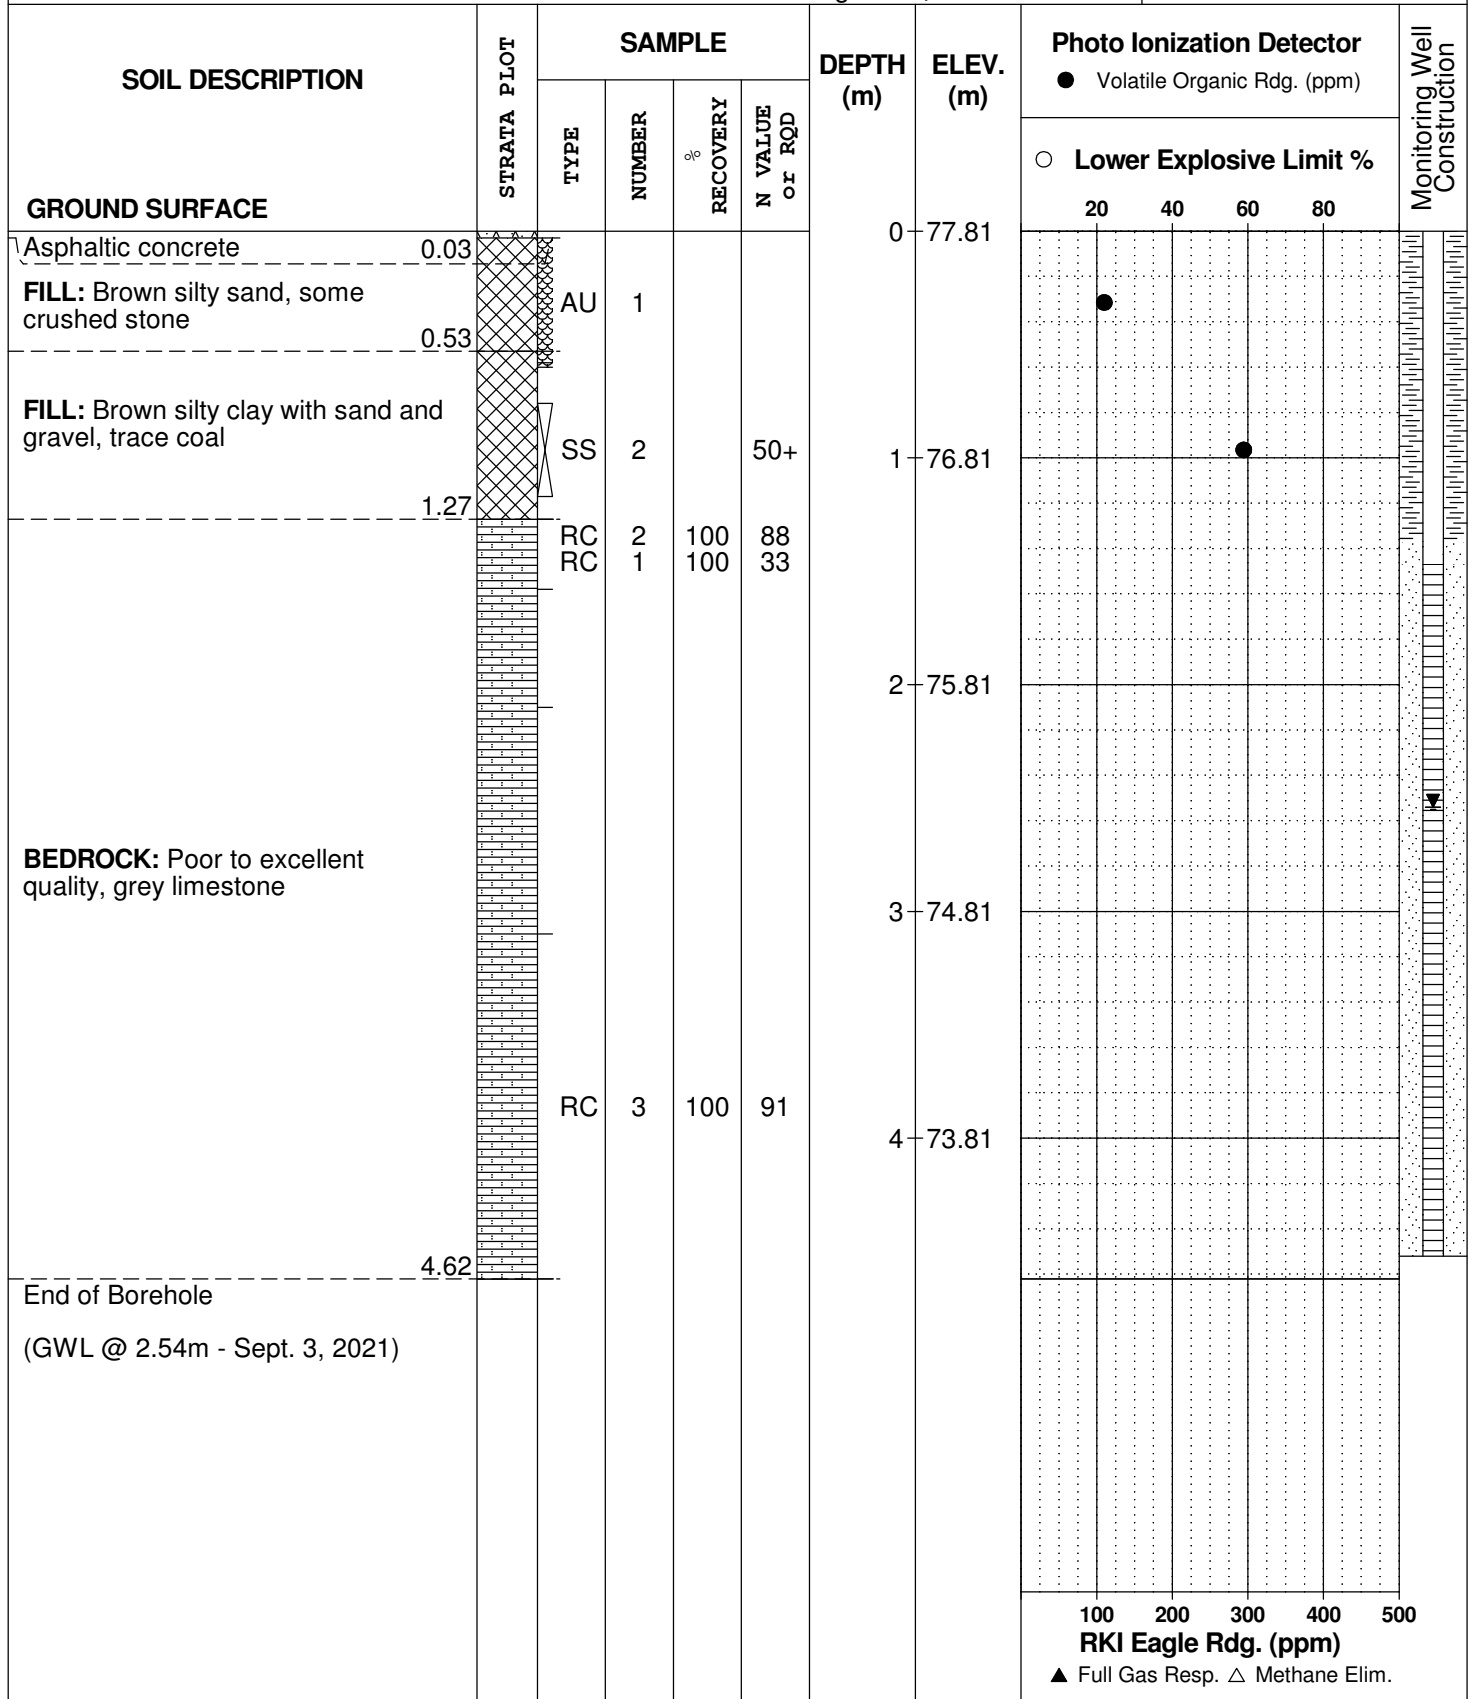 SOIL DESCRIPTION
GROUND SURFACE
STRATA PLOT
SAMPLE
TYPE
NUMBER
%
RECOVERY
N VALUE
or RQD
DEPTH
(m)
ELEV.
(m)
Photo Ionization Detector
● Volatile Organic Rdg. (ppm)
○ Lower Explosive Limit %
20 40 60 80
Monitoring Well
Construction
0 77.81
Asphaltic concrete 0.03
FILL: Brown silty sand, some
crushed stone
0.53
AU 1
FILL: Brown silty clay with sand and
gravel, trace coal
SS 2 50+
1 76.81
1.27
RC 2 100 88
RC 1 100 33
2 75.81
BEDROCK: Poor to excellent
quality, grey limestone
3 74.81
RC 3 100 91
4 73.81
4.62
End of Borehole
(GWL @ 2.54m - Sept. 3, 2021)
100 200 300 400 500
RKI Eagle Rdg. (ppm)
▲ Full Gas Resp. △ Methane Elim.